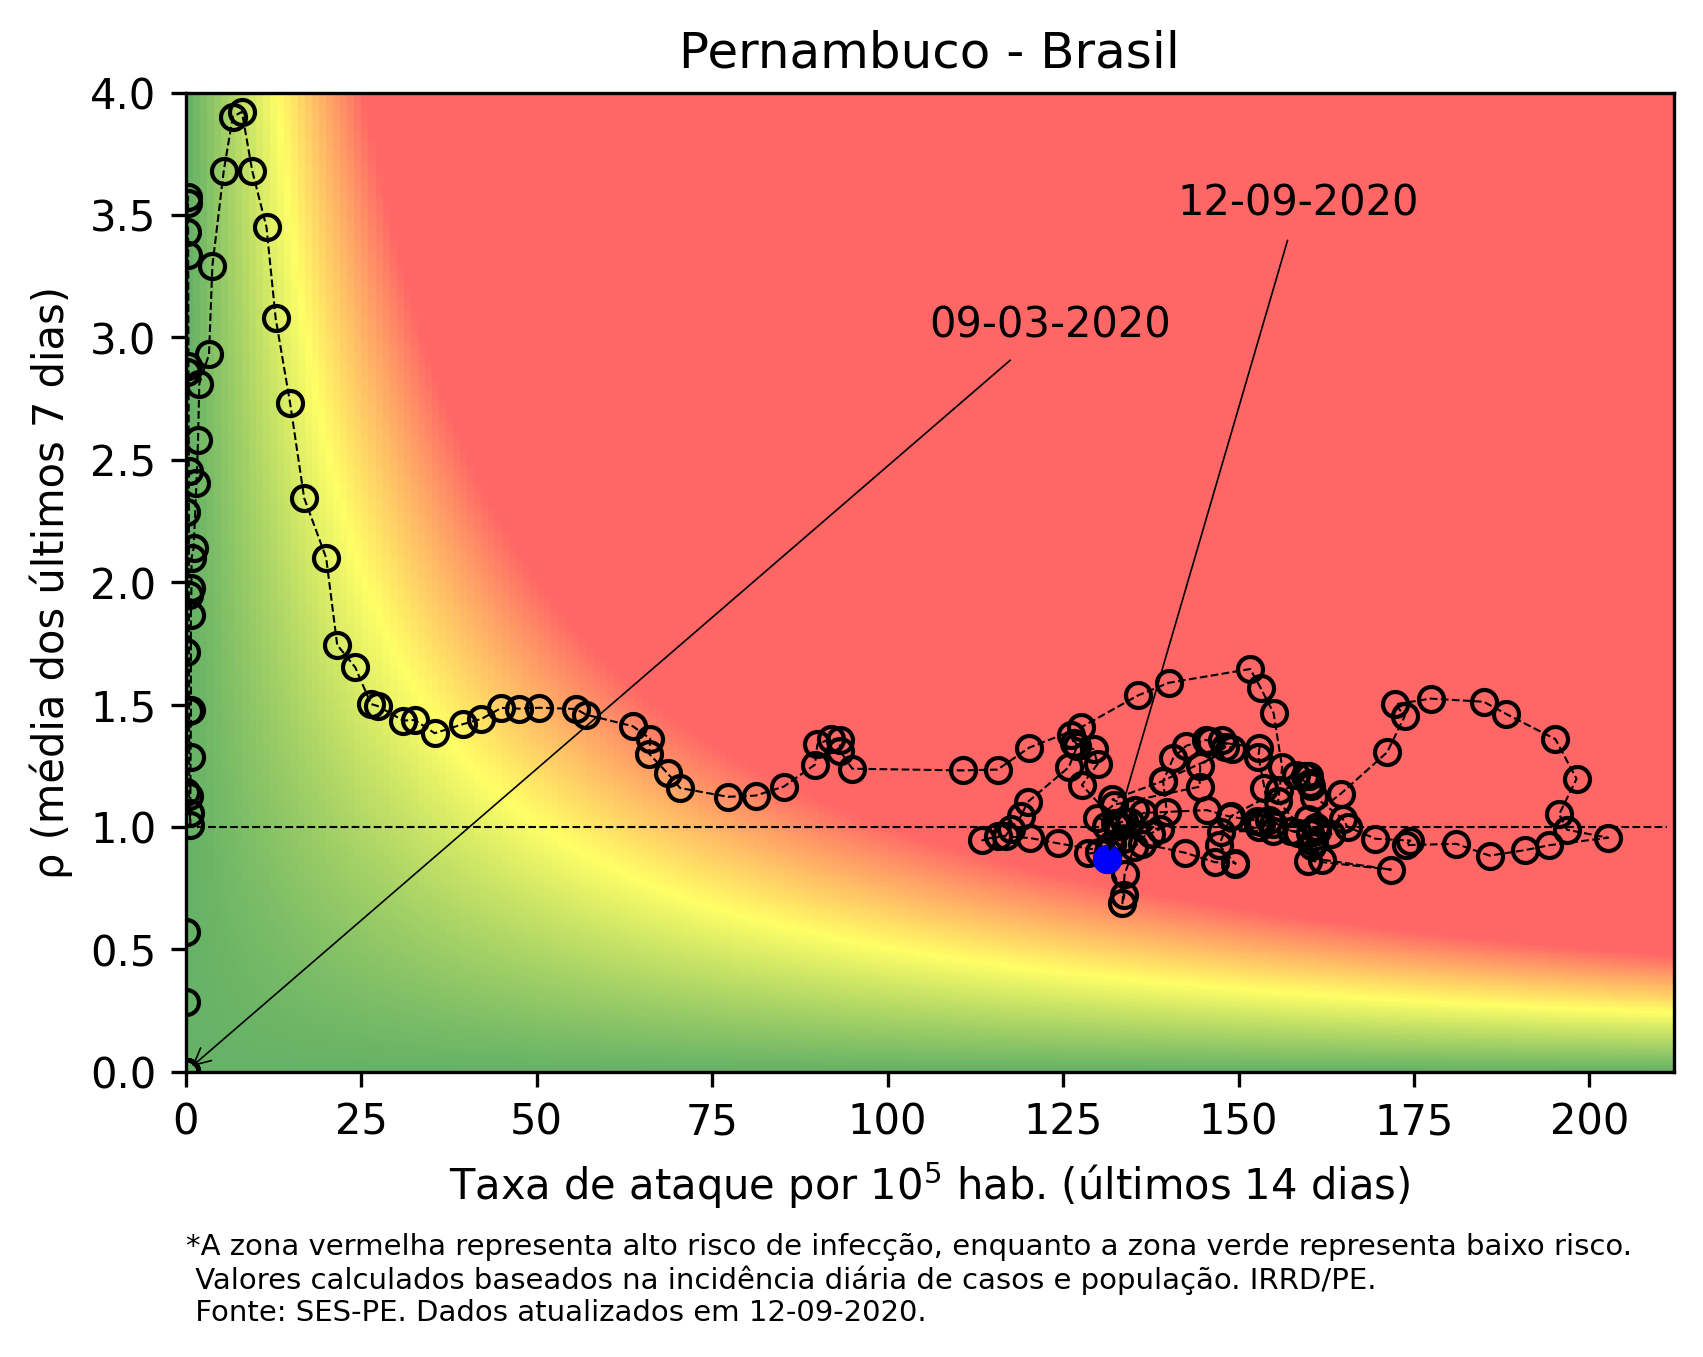 Pernambuco - Brasil
4.0
3.5
3.0
2.5
2.0
1.5
1.0
0.5
0.0
ρ (média dos últimos 7 dias)
12-09-2020
09-03-2020
0 25 50 75 100 125 150 175 200
Taxa de ataque por 10⁵ hab. (últimos 14 dias)
*A zona vermelha representa alto risco de infecção, enquanto a zona verde representa baixo risco.
Valores calculados baseados na incidência diária de casos e população. IRRD/PE.
Fonte: SES-PE. Dados atualizados em 12-09-2020.